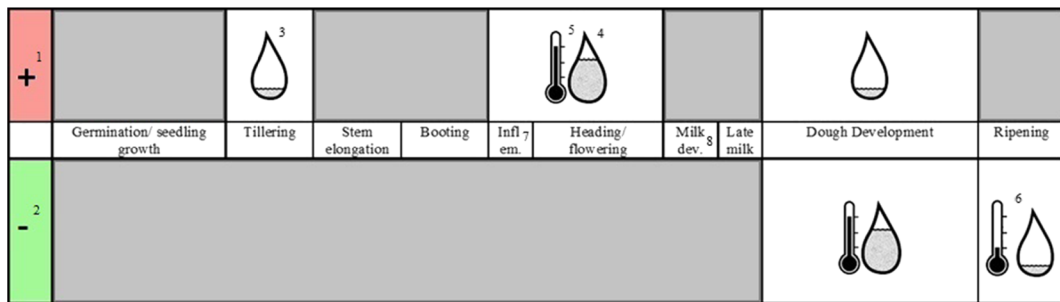 + 1
3
5 4
Germination/ seedling growth
Tillering
Stem elongation
Booting
Infl 7 em.
Heading/ flowering
Milk dev. 8
Late milk
Dough Development
Ripening
- 2
6